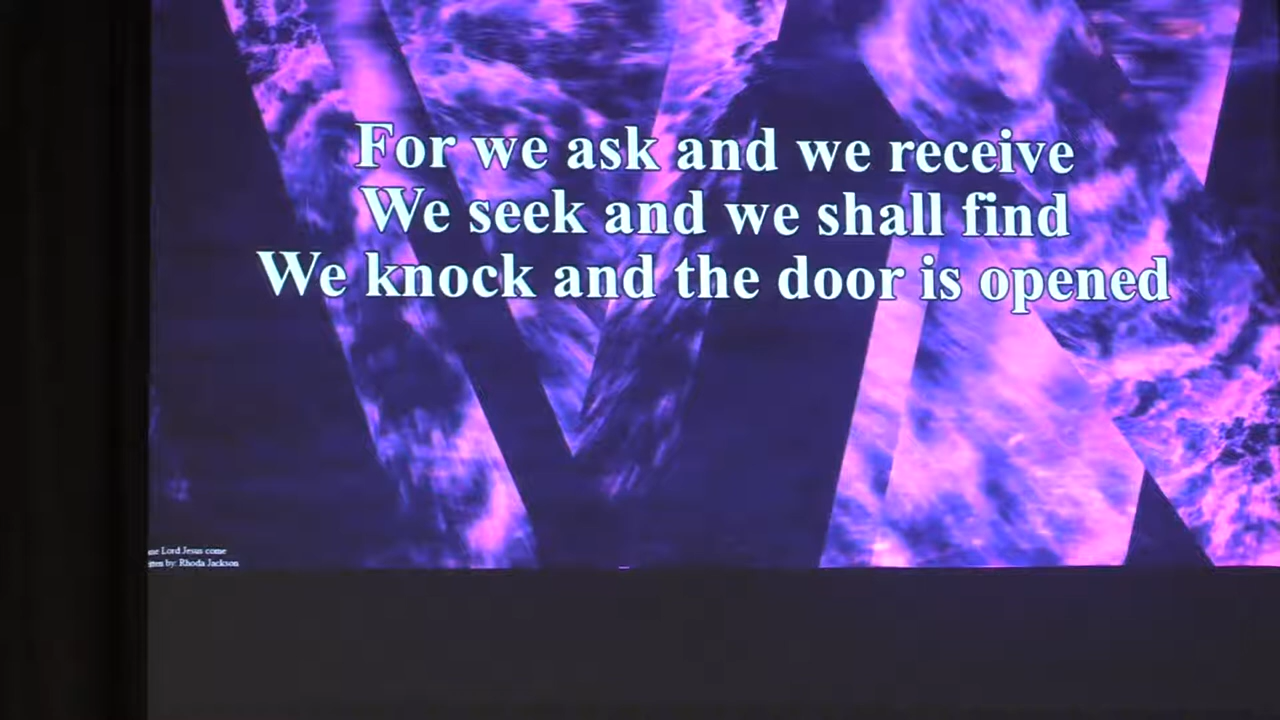 For we ask and we receive
We seek and we shall find
We knock and the door is opened
Lord Jesus come
by: Rhoda Jackson